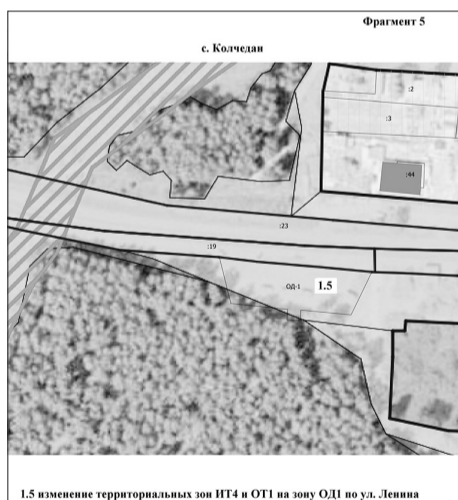 Фрагмент 5
с. Колчедан
:2
:3
:44
:23
:19
ОД-1
1.5
1.5 изменение территориальных зон ИТ4 и ОТ1 на зону ОД1 по ул. Ленина